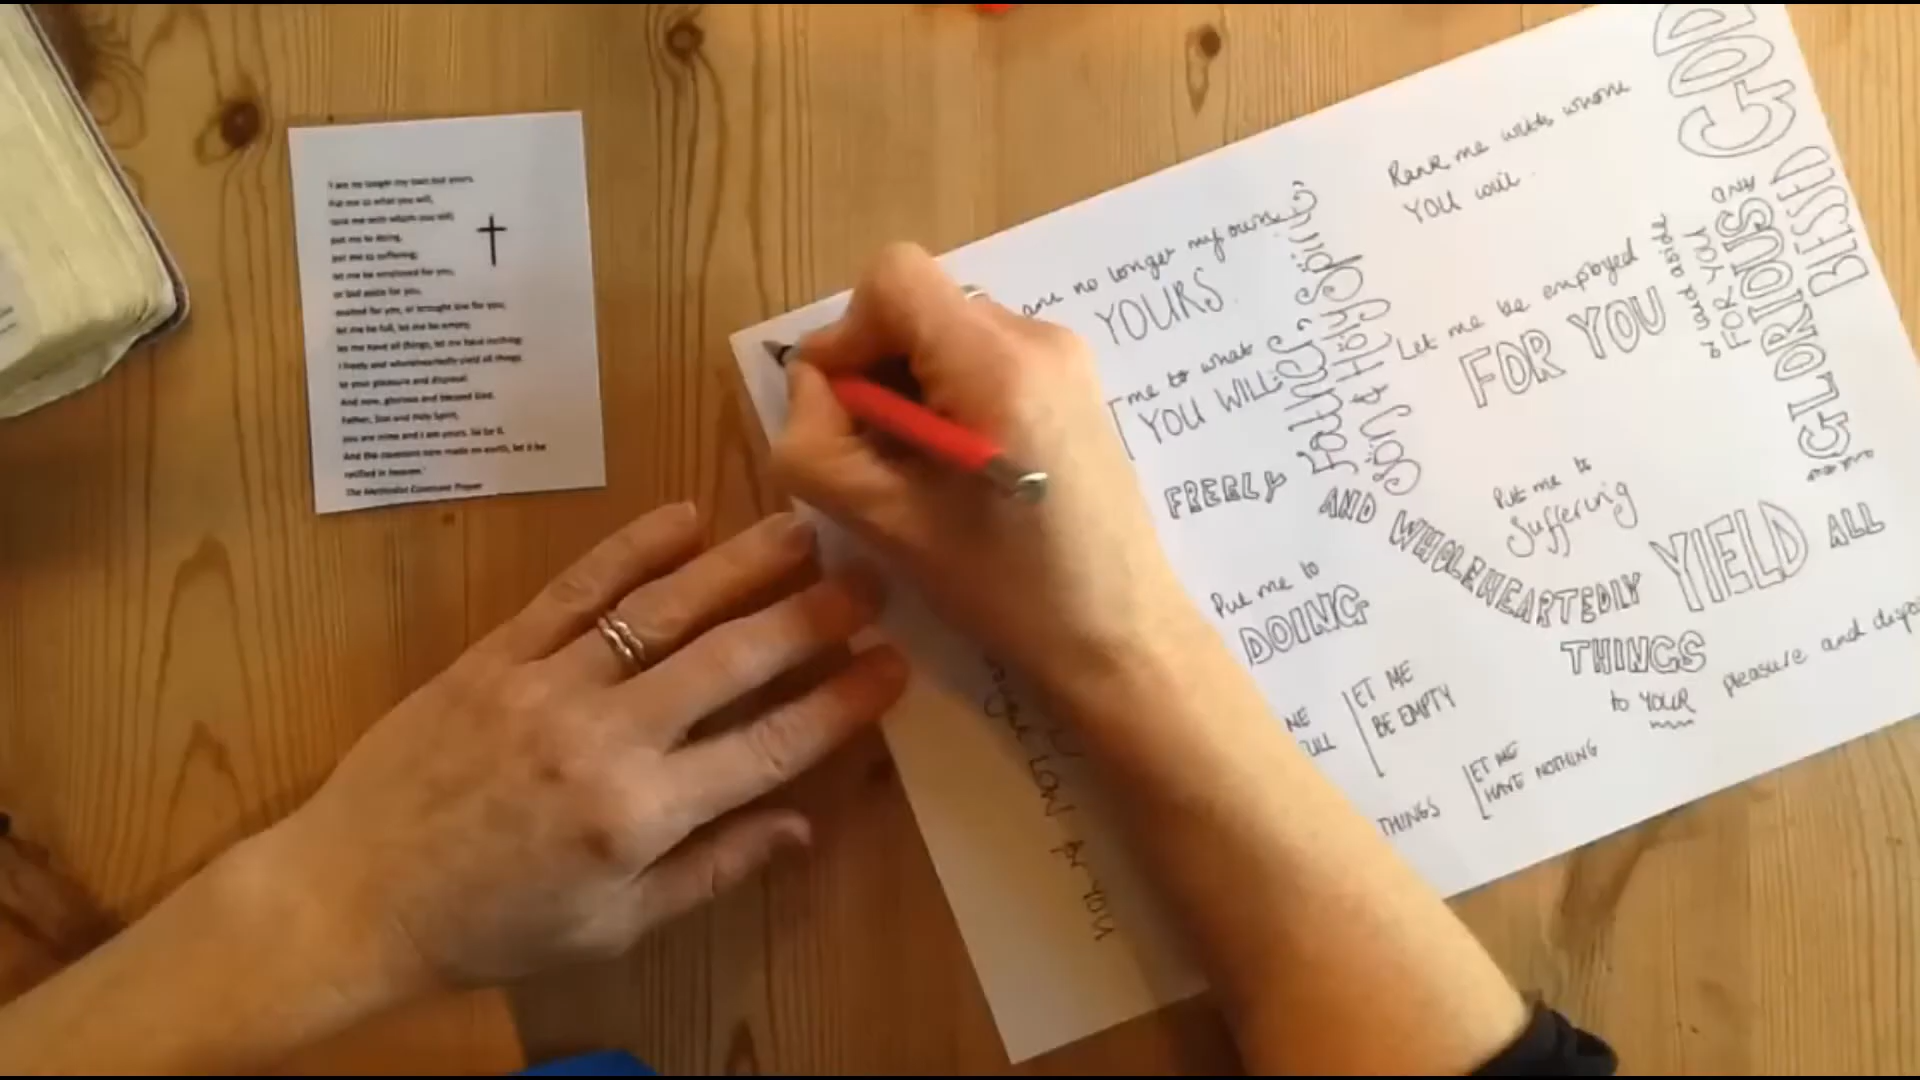 I am no longer my own but yours.
Put me to what you will,
rank me with whom you will;
put me to doing,
put me to suffering;
let me be employed for you,
or laid aside for you,
exalted for you, or brought low for you;
let me be full, let me be empty,
let me have all things, let me have nothing;
I freely and wholeheartedly yield all things
to your pleasure and disposal.
And now, glorious and blessed God,
Father, Son and Holy Spirit,
you are mine and I am yours. So be it.
And the covenant now made on earth, let it be
ratified in heaven.'
The Methodist Covenant Prayer
no longer my own
YOURS.
me to what
YOU WILL
Rank me with whom
YOU will.
Let me be employed
FOR YOU
or laid aside
FOR YOU
AND
GLORIOUS
BLESSED
GOD
Father,
Son & Holy Spirit
FREELY
AND WHOLEHEARTEDLY YIELD ALL
THINGS
to YOUR pleasure and
Put me to
Suffering
Put me to
DOING
LET ME
BE EMPTY
THINGS
LET ME
HAVE NOTHING
LOW for YOU